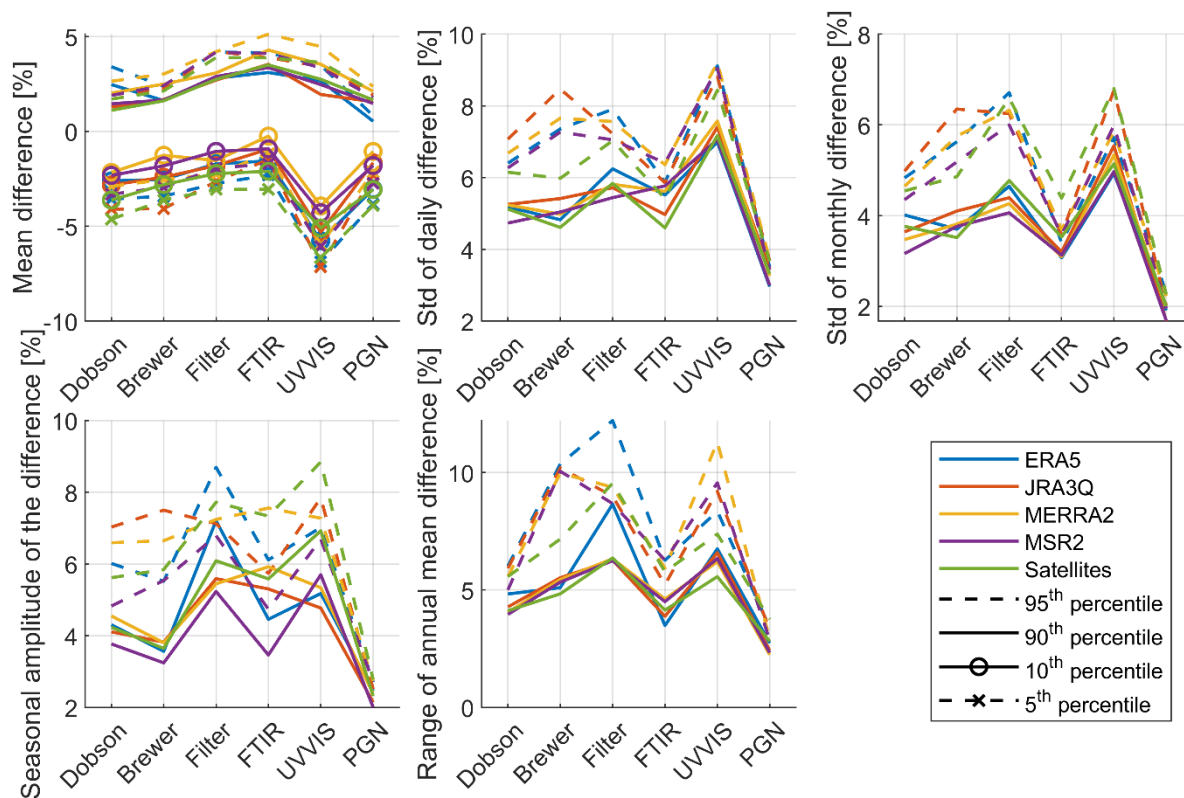 Mean difference [%]
5
0
-5
-10
Dobson
Brewer
Filter
FTIR
UVVIS
PGN
Std of daily difference [%]
10
8
6
4
2
Dobson
Brewer
Filter
FTIR
UVVIS
PGN
Std of monthly difference [%]
8
6
4
2
Dobson
Brewer
Filter
FTIR
UVVIS
PGN
Seasonal amplitude of the difference [%],
10
8
6
4
2
Dobson
Brewer
Filter
FTIR
UVVIS
PGN
Range of annual mean difference [%]
10
5
0
Dobson
Brewer
Filter
FTIR
UVVIS
PGN
ERA5
JRA3Q
MERRA2
MSR2
Satellites
95th percentile
90th percentile
10th percentile
5th percentile